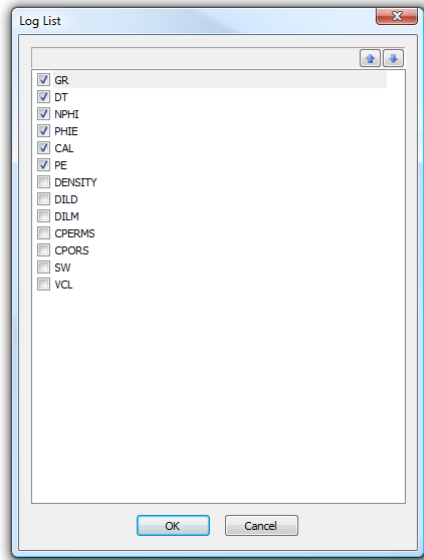 Log List
GR
DT
NPHI
PHIE
CAL
PE
DENSITY
DILD
DILM
CPERMS
CPORS
SW
VCL
OK Cancel